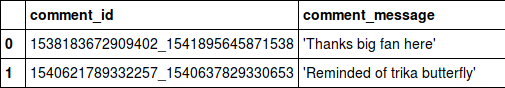 comment_id comment_message
0 1538183672909402_1541895645871538 'Thanks big fan here'
1 1540621789332257_1540637829330653 'Reminded of trika butterfly'